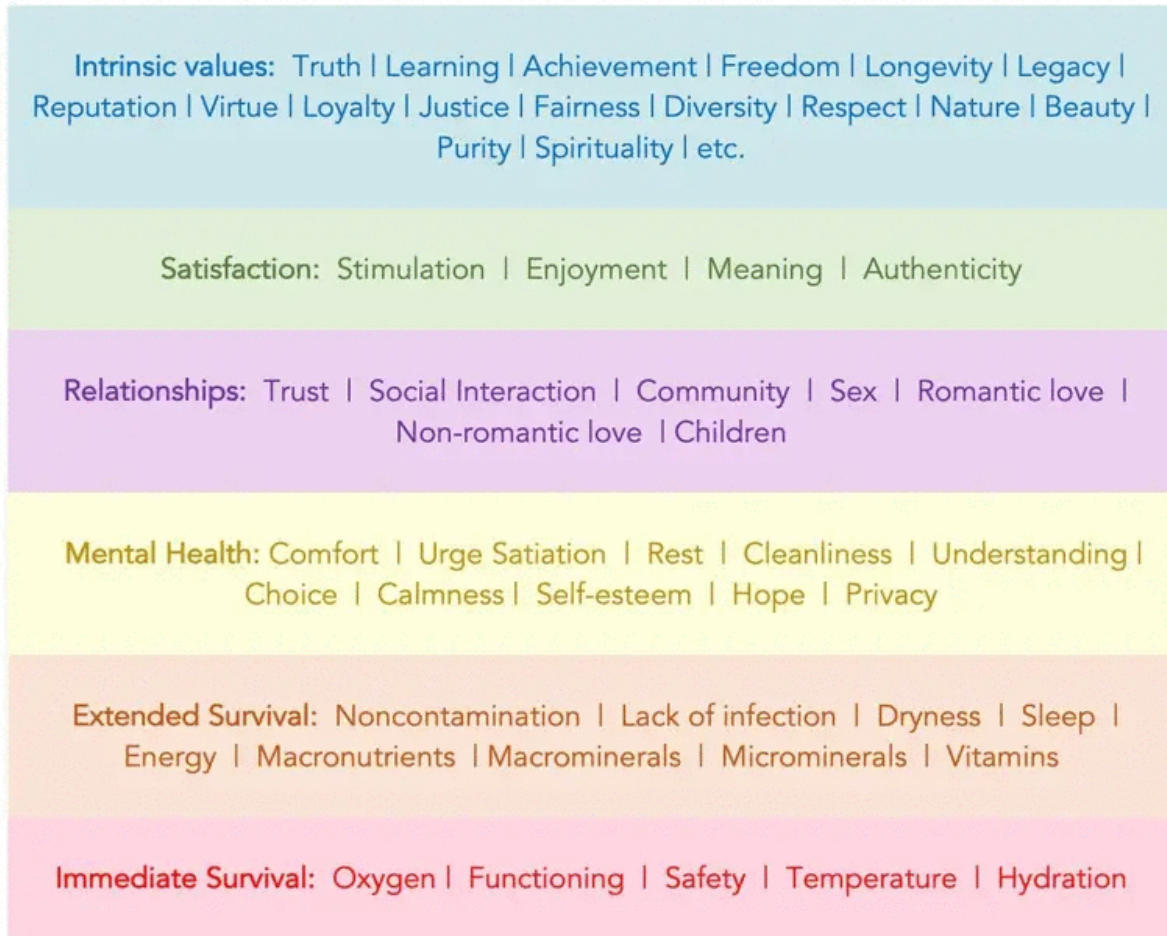 Intrinsic values: Truth | Learning | Achievement | Freedom | Longevity | Legacy |
Reputation | Virtue | Loyalty | Justice | Fairness | Diversity | Respect | Nature | Beauty |
Purity | Spirituality | etc.
Satisfaction: Stimulation | Enjoyment | Meaning | Authenticity
Relationships: Trust | Social Interaction | Community | Sex | Romantic love |
Non-romantic love | Children
Mental Health: Comfort | Urge Satiation | Rest | Cleanliness | Understanding |
Choice | Calmness | Self-esteem | Hope | Privacy
Extended Survival: Noncontamination | Lack of infection | Dryness | Sleep |
Energy | Macronutrients | Macrominerals | Microminerals | Vitamins
Immediate Survival: Oxygen | Functioning | Safety | Temperature | Hydration